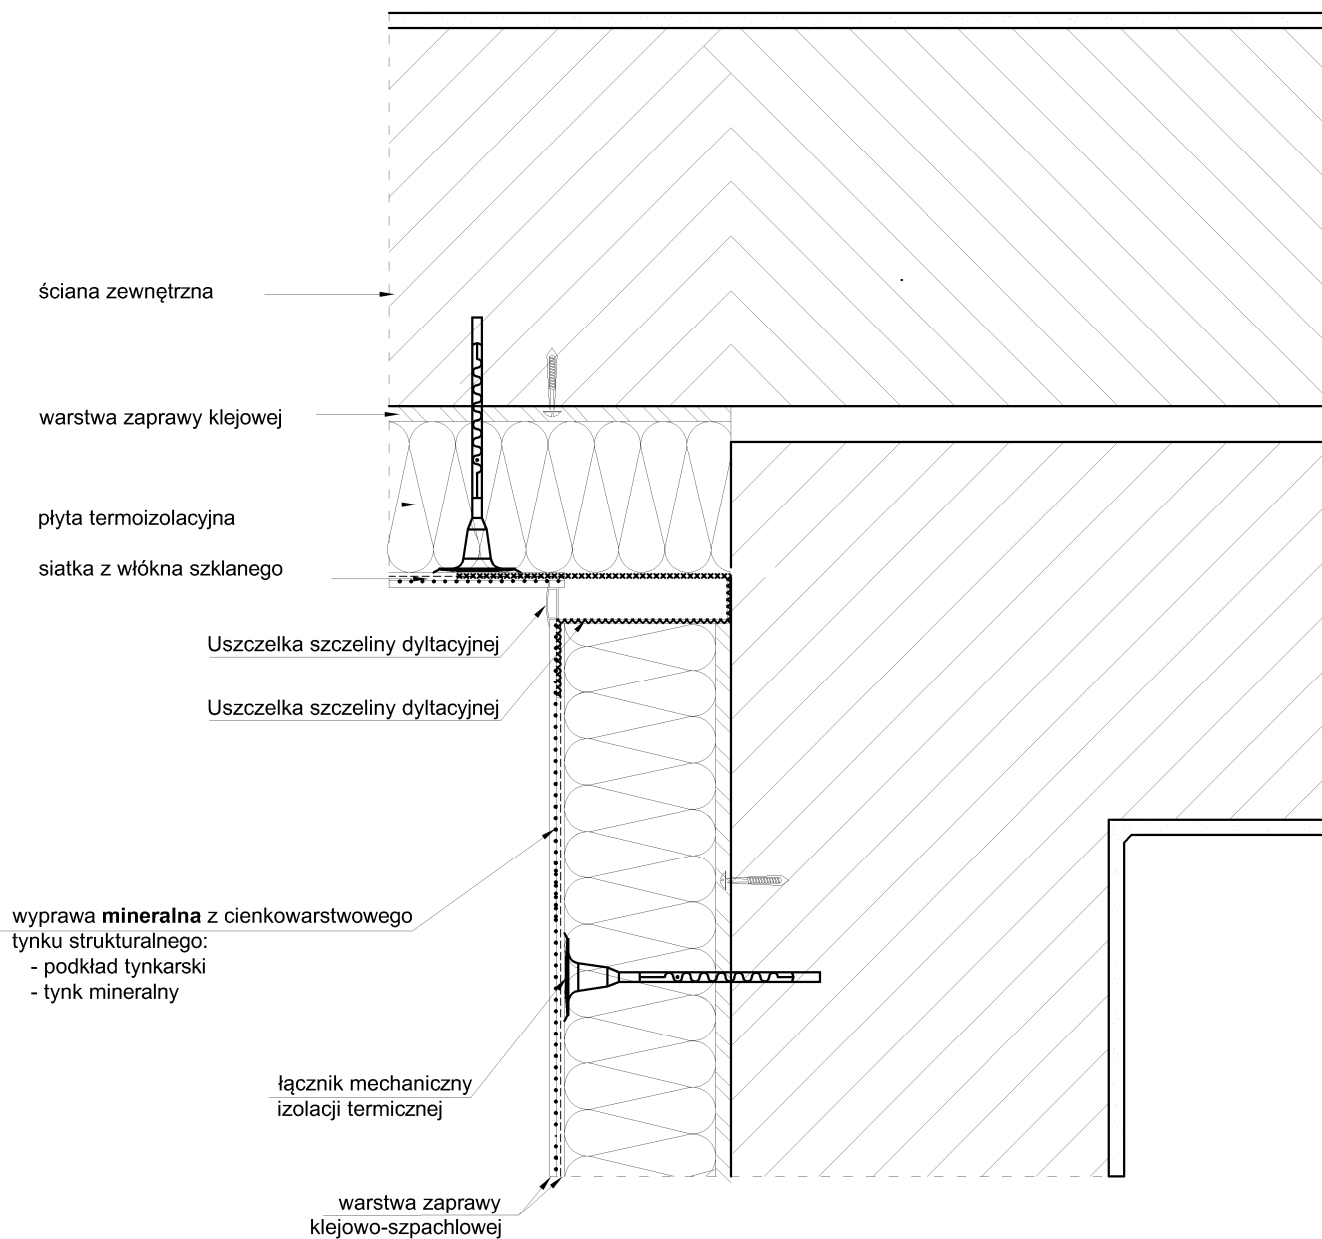 ściana zewnętrzna
warstwa zaprawy klejowej
płyta termoizolacyjna
siatka z włókna szklanego
Uszczelka szczeliny dyltacyjnej
Uszczelka szczeliny dyltacyjnej
wyprawa mineralna z cienkowarstwowego
tynku strukturalnego:
- podkład tynkarski
- tynk mineralny
łącznik mechaniczny
izolacji termicznej
warstwa zaprawy
klejowo-szpachlowej